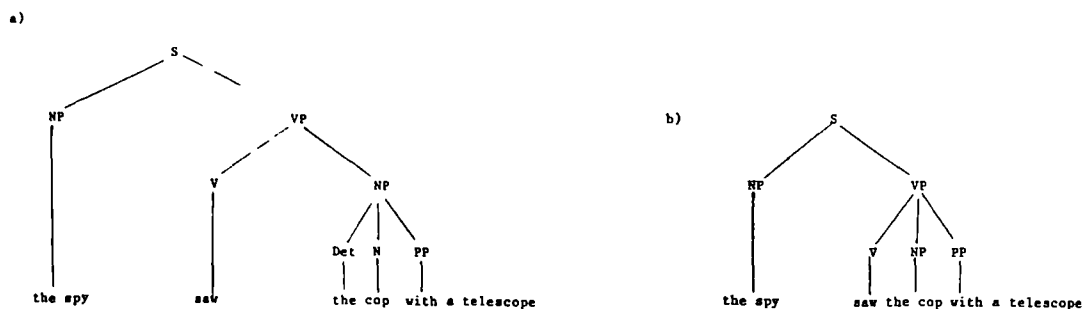 a)
S
NP VP b) S
V NP NP VP
Det N PP V NP PP
the spy saw the cop with a telescope the spy saw the cop with a telescope